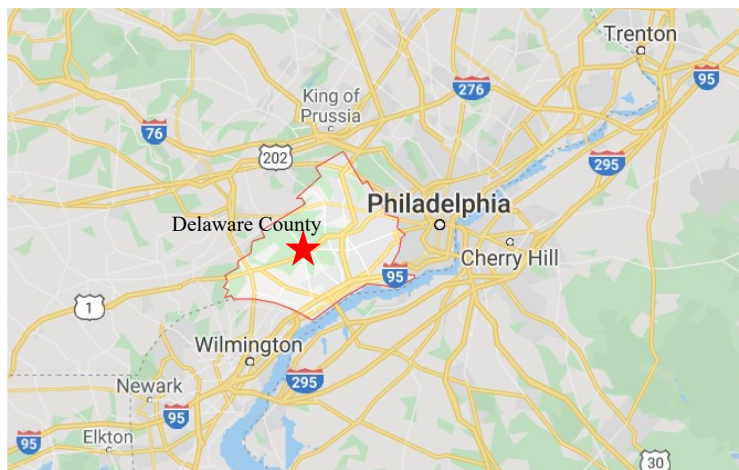 Trenton
95
276
King of
Prussia
76
202
295
Philadelphia
Delaware County
Cherry Hill
95
1
Wilmington
295
Newark
95
95
Elkton
30